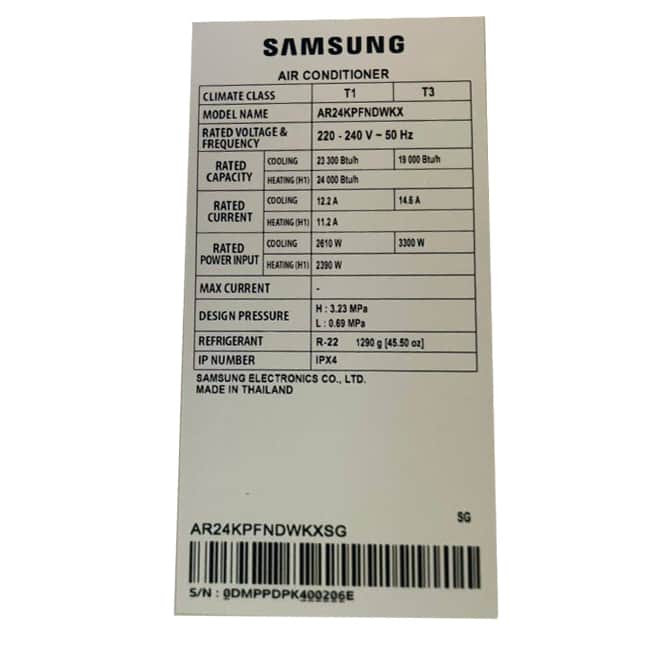 SAMSUNG
AIR CONDITIONER
CLIMATE CLASS T1 T3
MODEL NAME AR24KPFNDWKX
RATED VOLTAGE & FREQUENCY 220 - 240 V ~ 50 Hz
RATED CAPACITY COOLING 23 300 Btu/h 19 000 Btu/h
HEATING (H1) 24 000 Btu/h
RATED CURRENT COOLING 12.2 A 14.6 A
HEATING (H1) 11.2 A
RATED POWER INPUT COOLING 2610 W 3300 W
HEATING (H1) 2390 W
MAX CURRENT -
DESIGN PRESSURE H : 3.23 MPa
L : 0.69 MPa
REFRIGERANT R-22 1290 g [45.50 oz]
IP NUMBER IPX4
SAMSUNG ELECTRONICS CO., LTD.
MADE IN THAILAND
SG
AR24KPFNDWKXSG
S/N : 0DMPPDPK400206E